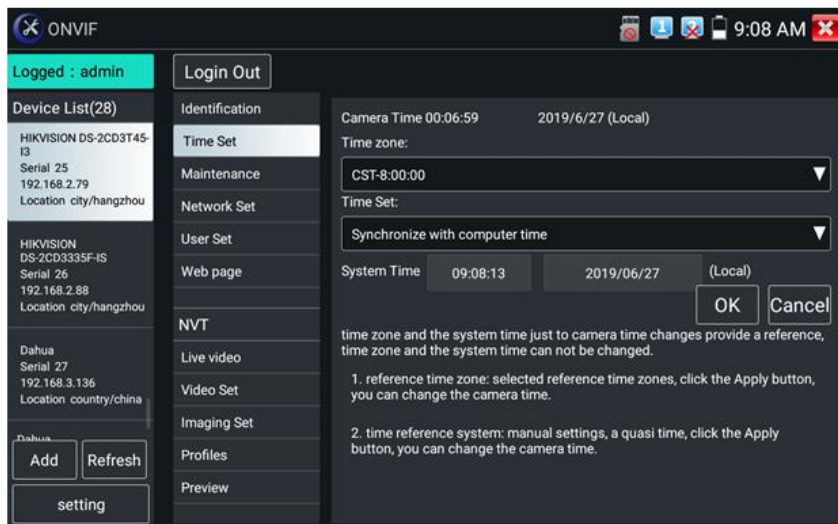 ONVIF
9:08 AM
Logged : admin
Login Out
Device List(28)
HIKVISION DS-2CD3T45-
I3
Serial 25
192.168.2.79
Location city/hangzhou
HIKVISION
DS-2CD3335F-IS
Serial 26
192.168.2.88
Location city/hangzhou
Dahua
Serial 27
192.168.3.136
Location country/china
Dahua
Add
Refresh
setting
Identification
Time Set
Maintenance
Network Set
User Set
Web page
NVT
Live video
Video Set
Imaging Set
Profiles
Preview
Camera Time 00:06:59 2019/6/27 (Local)
Time zone:
CST-8:00:00
Time Set:
Synchronize with computer time
System Time 09:08:13 2019/06/27 (Local)
OK Cancel
time zone and the system time just to camera time changes provide a reference,
time zone and the system time can not be changed.
1. reference time zone: selected reference time zones, click the Apply button,
you can change the camera time.
2. time reference system: manual settings, a quasi time, click the Apply
button, you can change the camera time.